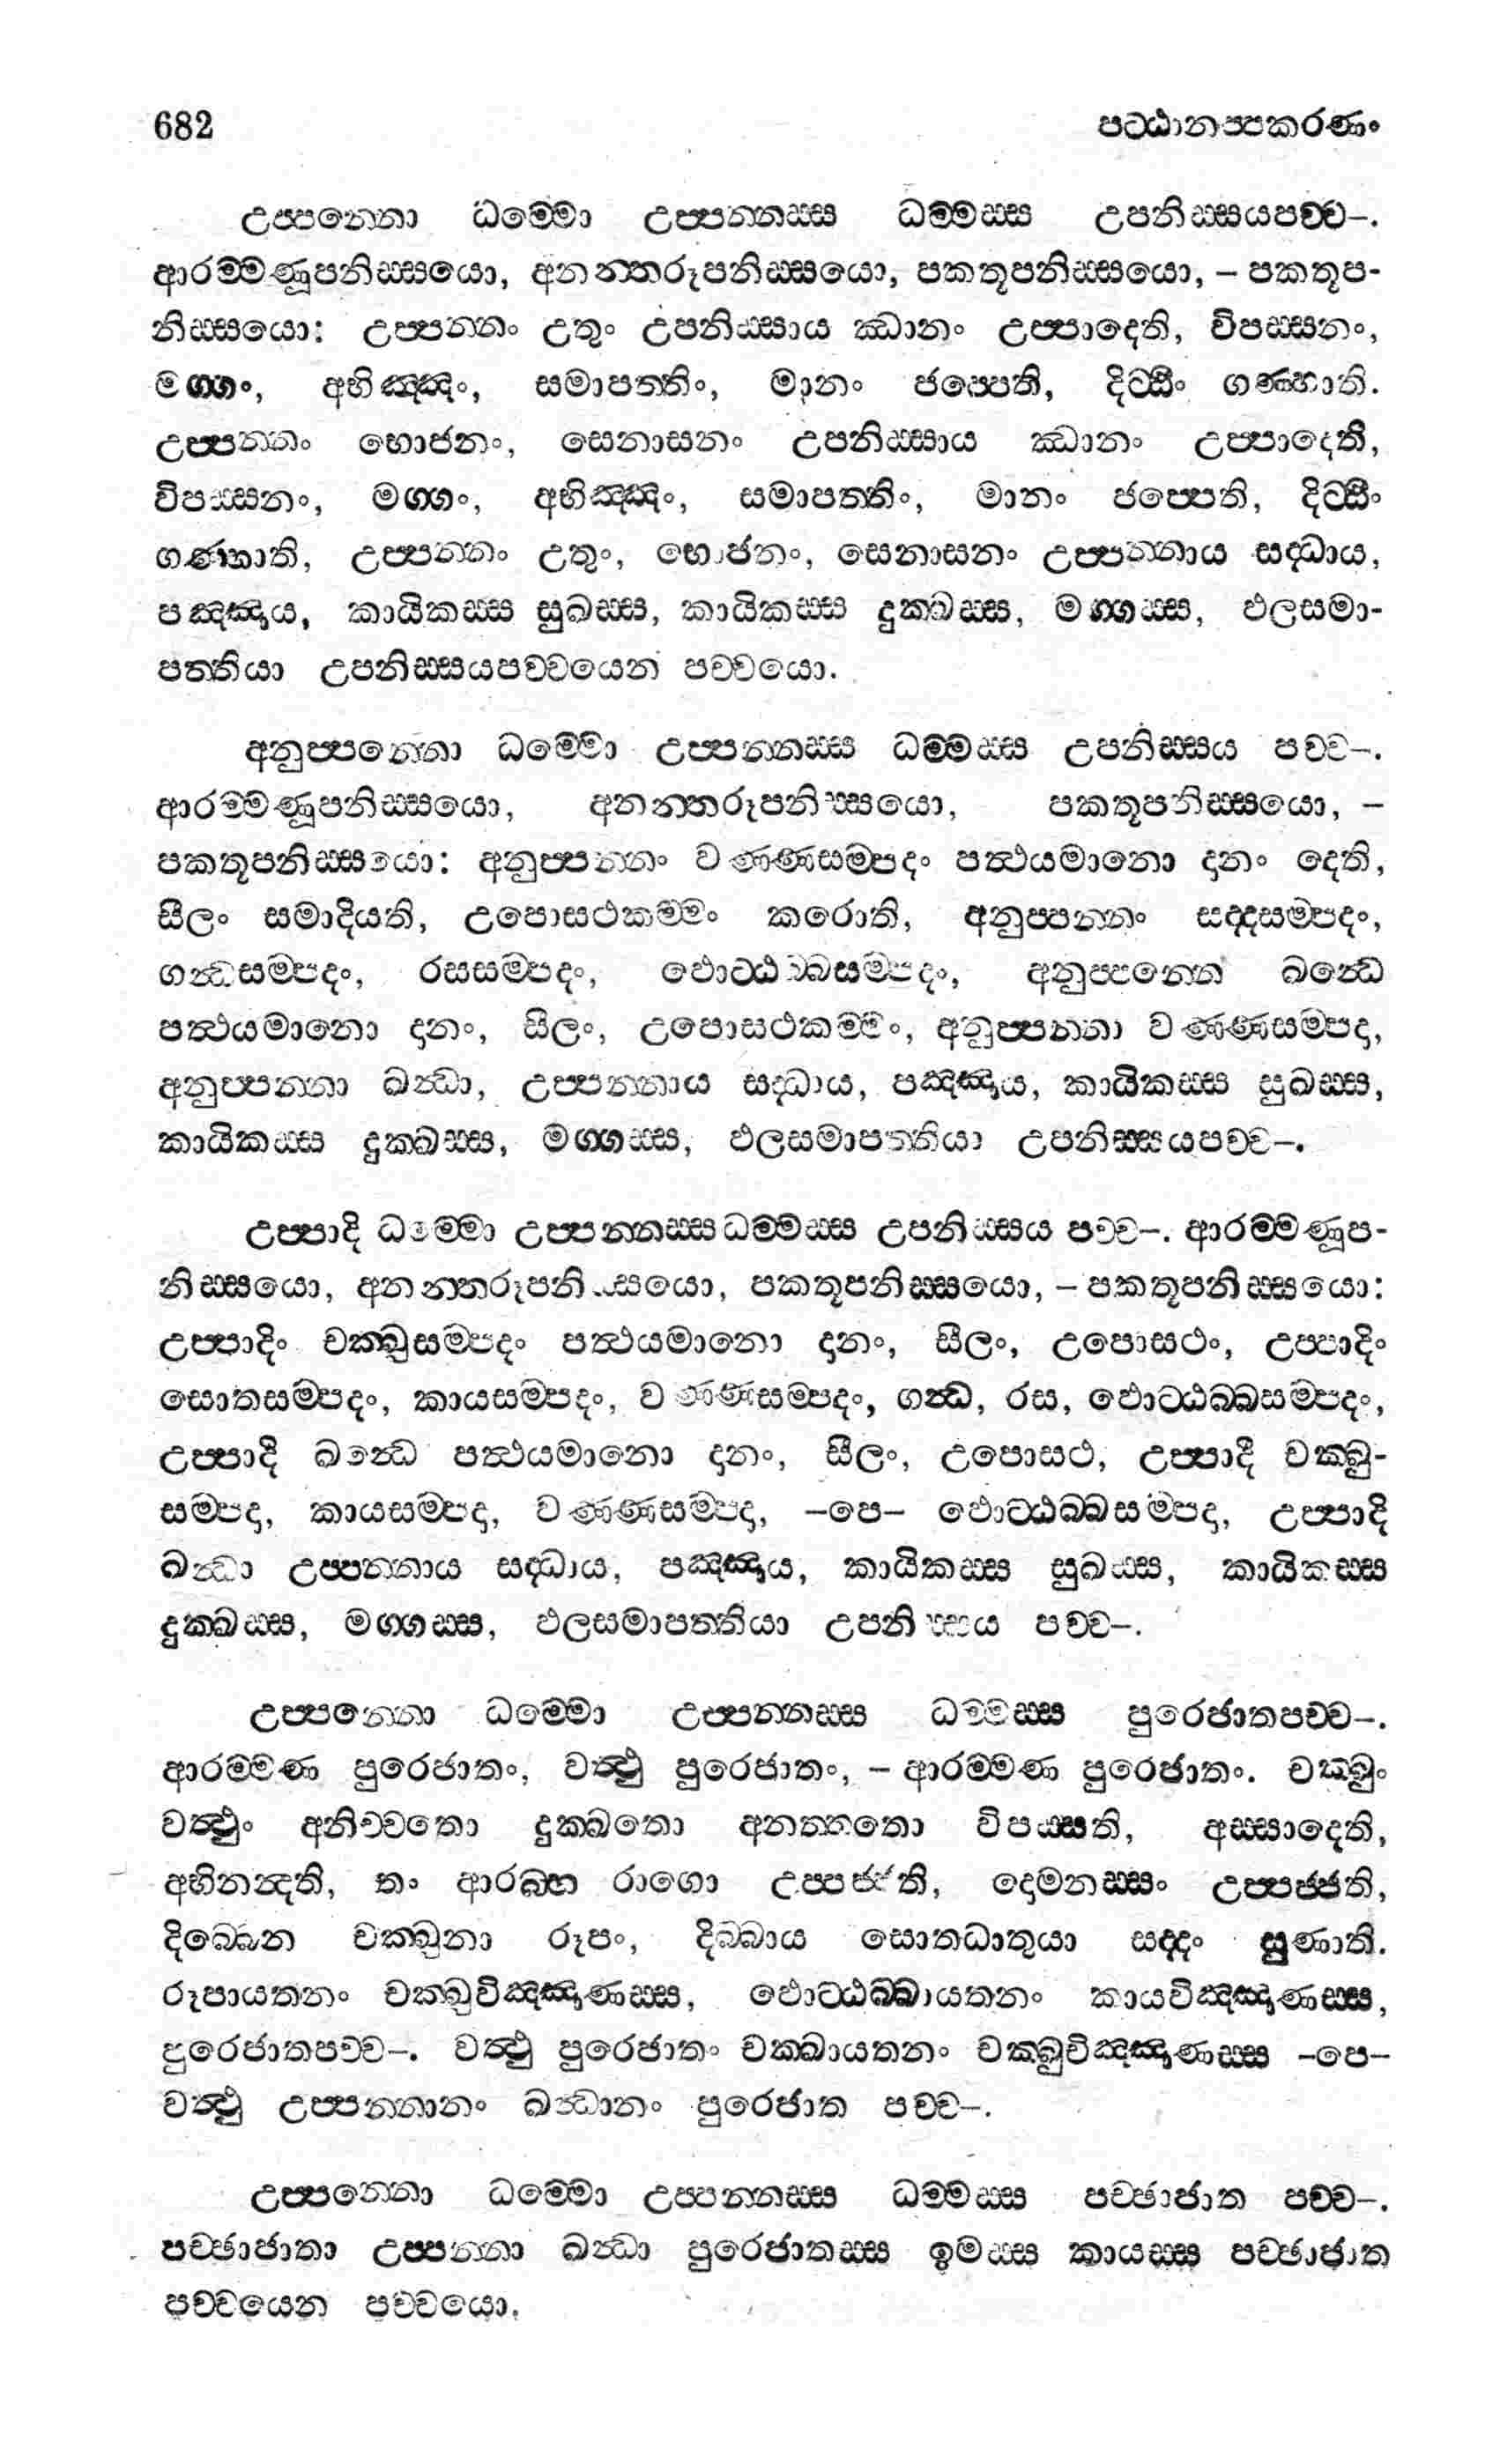 682 පට්ඨානප්පකරණං
උප්පන්නො ධම්මො උප්පන්නස්ස ධම්මස්ස උපනිස්සයපච්ච–.
ආරම්මණූපනිස්සයො, අනන්තරූපනිස්සයො, පකතූපනිස්සයො, – පකතූප-
නිස්සයො: උප්පන්නං උතුං උපනිස්සාය ඣානං උප්පාදෙති, විපස්සනං,
මග්ගං, අභිඤ්ඤං, සමාපත්තිං, මානං ජප්පෙති, දිට්ඨිං ගණ්හාති.
උප්පන්නං භොජනං, සෙනාසනං උපනිස්සාය ඣානං උප්පාදෙති,
විපස්සනං, මග්ගං, අභිඤ්ඤං, සමාපත්තිං, මානං ජප්පෙති, දිට්ඨිං
ගණ්හාති, උප්පන්නං උතුං, භොජනං, සෙනාසනං උප්පන්නාය සද්ධාය,
පඤ්ඤාය, කායිකස්ස සුඛස්ස, කායිකස්ස දුක්ඛස්ස, මග්ගස්ස, ඵලසමා-
පත්තියා උපනිස්සයපච්චයෙන පච්චයො.
අනුප්පන්නො ධම්මො උප්පන්නස්ස ධම්මස්ස උපනිස්සය පච්ච–.
ආරම්මණූපනිස්සයො, අනන්තරූපනිස්සයො, පකතූපනිස්සයො, –
පකතූපනිස්සයො: අනුප්පන්නං වණ්ණසම්පදං පත්ථයමානො දානං දෙති,
සීලං සමාදියති, උපොසථකම්මං කරොති, අනුප්පන්නං සද්දසම්පදං,
ගන්ධසම්පදං, රසසම්පදං, ඵොට්ඨබ්බසම්පදං, අනුප්පන්නෙ ඛන්ධෙ
පත්ථයමානො දානං, සීලං, උපොසථකම්මං, අනුප්පන්නා වණ්ණසම්පදා,
අනුප්පන්නා ඛන්ධා, උප්පන්නාය සද්ධාය, පඤ්ඤාය, කායිකස්ස සුඛස්ස,
කායිකස්ස දුක්ඛස්ස, මග්ගස්ස, ඵලසමාපත්තියා උපනිස්සයපච්ච–.
උප්පාදි ධම්මො උප්පන්නස්ස ධම්මස්ස උපනිස්සය පච්ච–. ආරම්මණූප-
නිස්සයො, අනන්තරූපනිස්සයො, පකතූපනිස්සයො, – පකතූපනිස්සයො:
උප්පාදිං චක්ඛුසම්පදං පත්ථයමානො දානං, සීලං, උපොසථං, උප්පාදිං
සොතසම්පදං, කායසම්පදං, වණ්ණසම්පදං, ගන්ධ, රස, ඵොට්ඨබ්බසම්පදං,
උප්පාදි ඛන්ධෙ පත්ථයමානො දානං, සීලං, උපොසථ, උප්පාදී චක්ඛු-
සම්පදා, කායසම්පදා, වණ්ණසම්පදා, –පෙ– ඵොට්ඨබ්බසම්පදා, උප්පාදි
ඛන්ධා උප්පන්නාය සද්ධාය, පඤ්ඤාය, කායිකස්ස සුඛස්ස, කායිකස්ස
දුක්ඛස්ස, මග්ගස්ස, ඵලසමාපත්තියා උපනිස්සය පච්ච–.
උප්පන්නො ධම්මො උප්පන්නස්ස ධම්මස්ස පුරෙජාතපච්ච–.
ආරම්මණ පුරෙජාතං, වත්ථු පුරෙජාතං, – ආරම්මණ පුරෙජාතං. චක්ඛුං
වත්ථුං අනිච්චතො දුක්ඛතො අනත්තතො විපස්සති, අස්සාදෙති,
අභිනන්දති, තං ආරබ්භ රාගො උප්පජ්ජති, දොමනස්සං උප්පජ්ජති,
දිබ්බෙන චක්ඛුනා රූපං, දිබ්බාය සොතධාතුයා සද්දං සුණාති.
රූපායතනං චක්ඛුවිඤ්ඤාණස්ස, ඵොට්ඨබ්බායතනං කායවිඤ්ඤාණස්ස,
පුරෙජාතපච්ච–. වත්ථු පුරෙජාතං චක්ඛායතනං චක්ඛුවිඤ්ඤාණස්ස –පෙ–
වත්ථු උප්පන්නානං ඛන්ධානං පුරෙජාත පච්ච–.
උප්පන්නො ධම්මො උප්පන්නස්ස ධම්මස්ස පච්ඡාජාත පච්ච–.
පච්ඡාජාතා උප්පන්නා ඛන්ධා පුරෙජාතස්ස ඉමස්ස කායස්ස පච්ඡාජාත
පච්චයෙන පච්චයො.